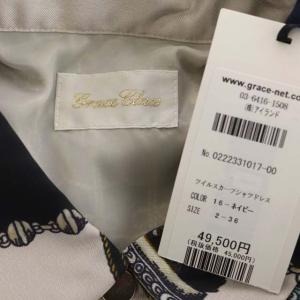 Grace Class
www.grace-net.co
03-6416-1508
(株)アイランド
No. 0222331017-00
ツイルスカーフシャツドレス
COLOR 16-ネイビー
SIZE 2-36
49,500円
(税抜価格 45,000円)